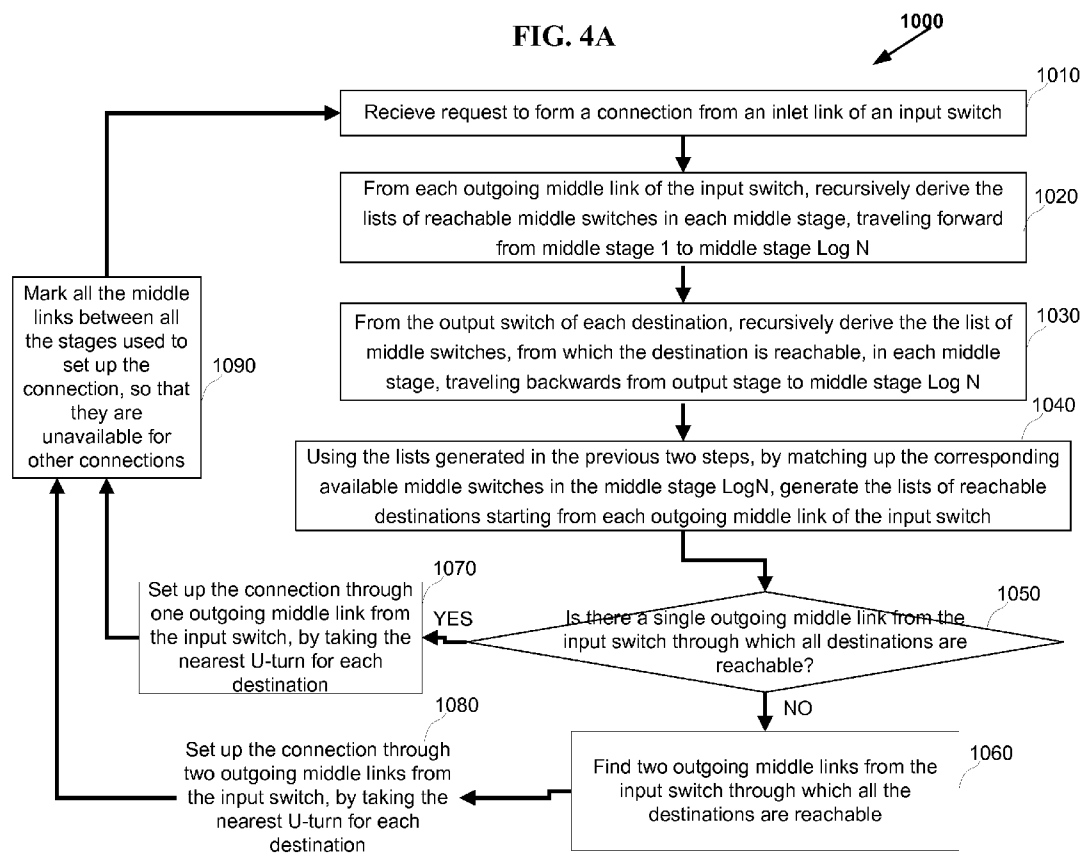 FIG. 4A
1000
1010
Recieve request to form a connection from an inlet link of an input switch
From each outgoing middle link of the input switch, recursively derive the
lists of reachable middle switches in each middle stage, traveling forward
from middle stage 1 to middle stage Log N
1020
From the output switch of each destination, recursively derive the the list of
middle switches, from which the destination is reachable, in each middle
stage, traveling backwards from output stage to middle stage Log N
1030
1040
Using the lists generated in the previous two steps, by matching up the corresponding
available middle switches in the middle stage LogN, generate the lists of reachable
destinations starting from each outgoing middle link of the input switch
1050
Is there a single outgoing middle link from the
input switch through which all destinations are
reachable?
YES
NO
1070
Set up the connection through
one outgoing middle link from
the input switch, by taking the
nearest U-turn for each
destination
1060
Find two outgoing middle links from the
input switch through which all the
destinations are reachable
1080
Set up the connection through
two outgoing middle links from
the input switch, by taking the
nearest U-turn for each
destination
1090
Mark all the middle
links between all
the stages used to
set up the
connection, so that
they are
unavailable for
other connections